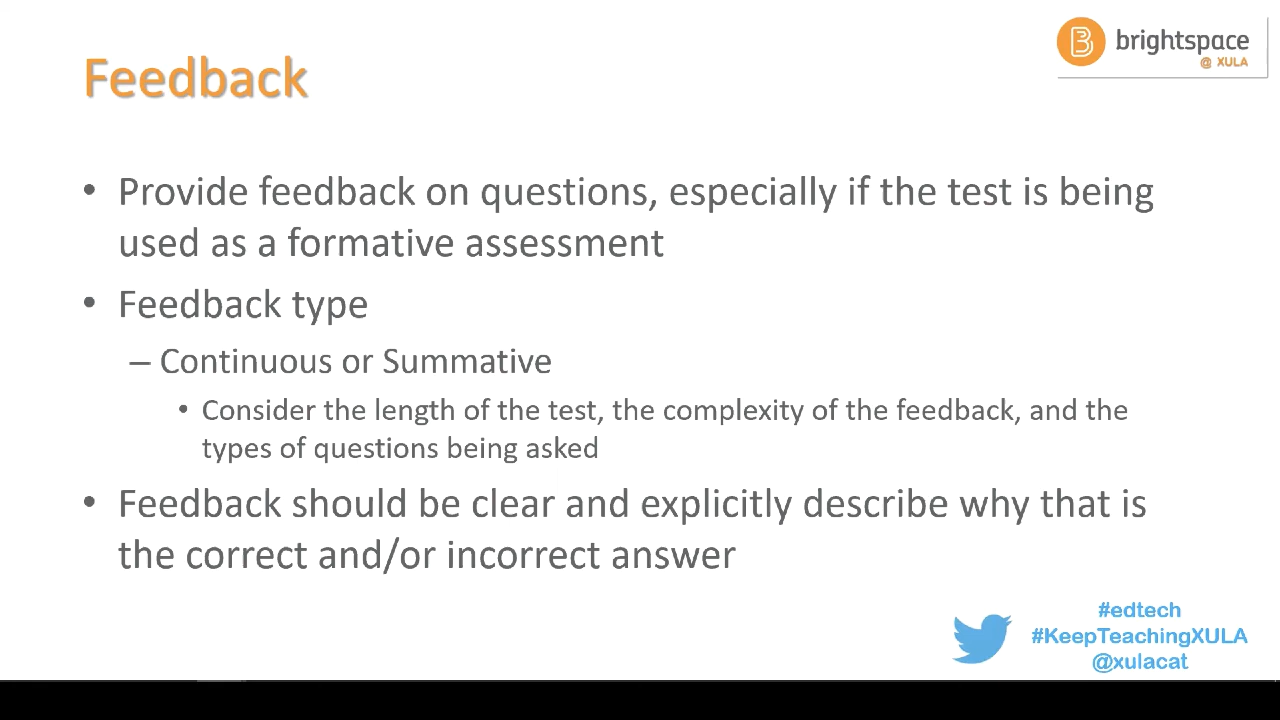 Feedback
brightspace
@ XULA
• Provide feedback on questions, especially if the test is being
used as a formative assessment
• Feedback type
– Continuous or Summative
• Consider the length of the test, the complexity of the feedback, and the
types of questions being asked
• Feedback should be clear and explicitly describe why that is
the correct and/or incorrect answer
#edtech
#KeepTeachingXULA
@xulacat